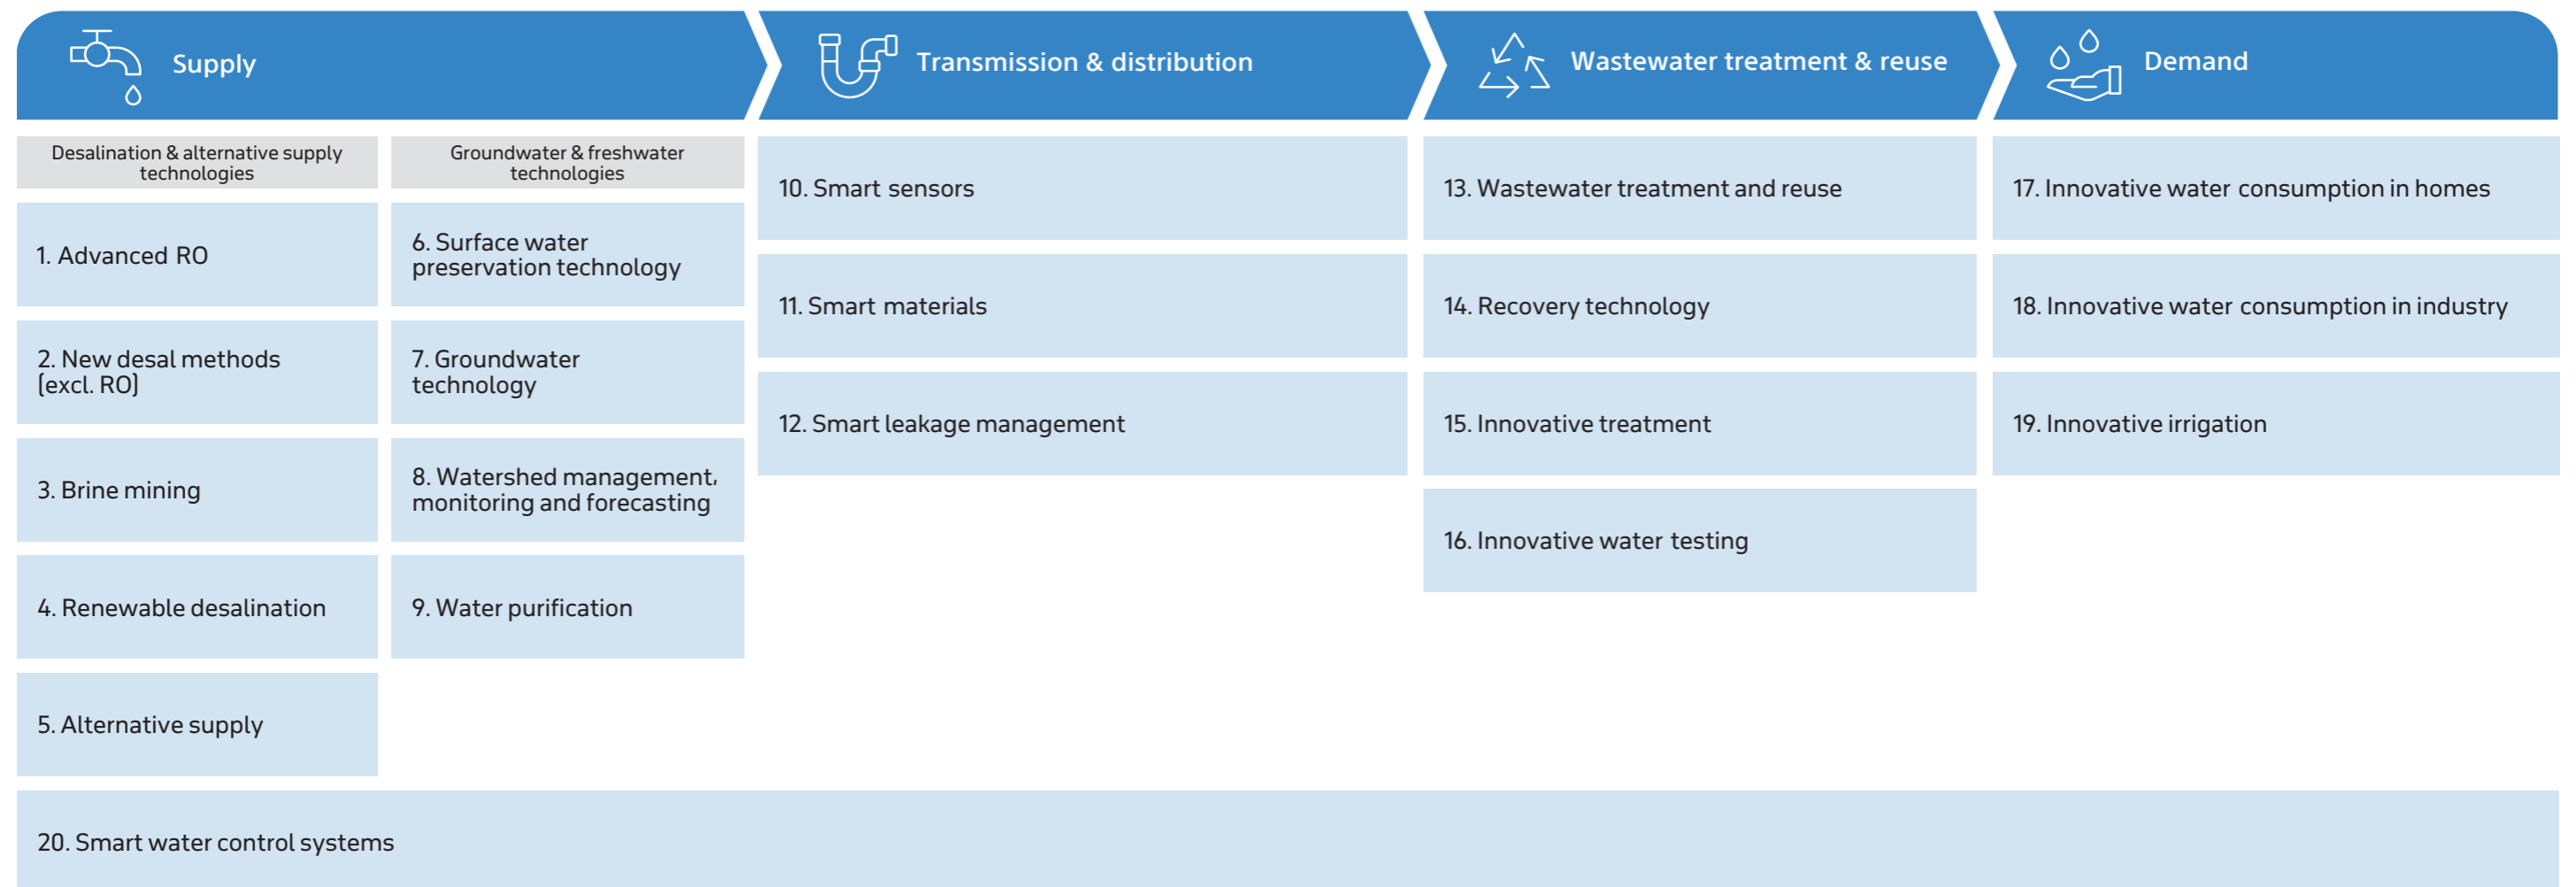 Supply
Transmission & distribution
Wastewater treatment & reuse
Demand
Desalination & alternative supply
technologies
1. Advanced RO
2. New desal methods
(excl. RO)
3. Brine mining
4. Renewable desalination
5. Alternative supply
Groundwater & freshwater
technologies
6. Surface water
preservation technology
7. Groundwater
technology
8. Watershed management,
monitoring and forecasting
9. Water purification
10. Smart sensors
11. Smart materials
12. Smart leakage management
13. Wastewater treatment and reuse
14. Recovery technology
15. Innovative treatment
16. Innovative water testing
17. Innovative water consumption in homes
18. Innovative water consumption in industry
19. Innovative irrigation
20. Smart water control systems